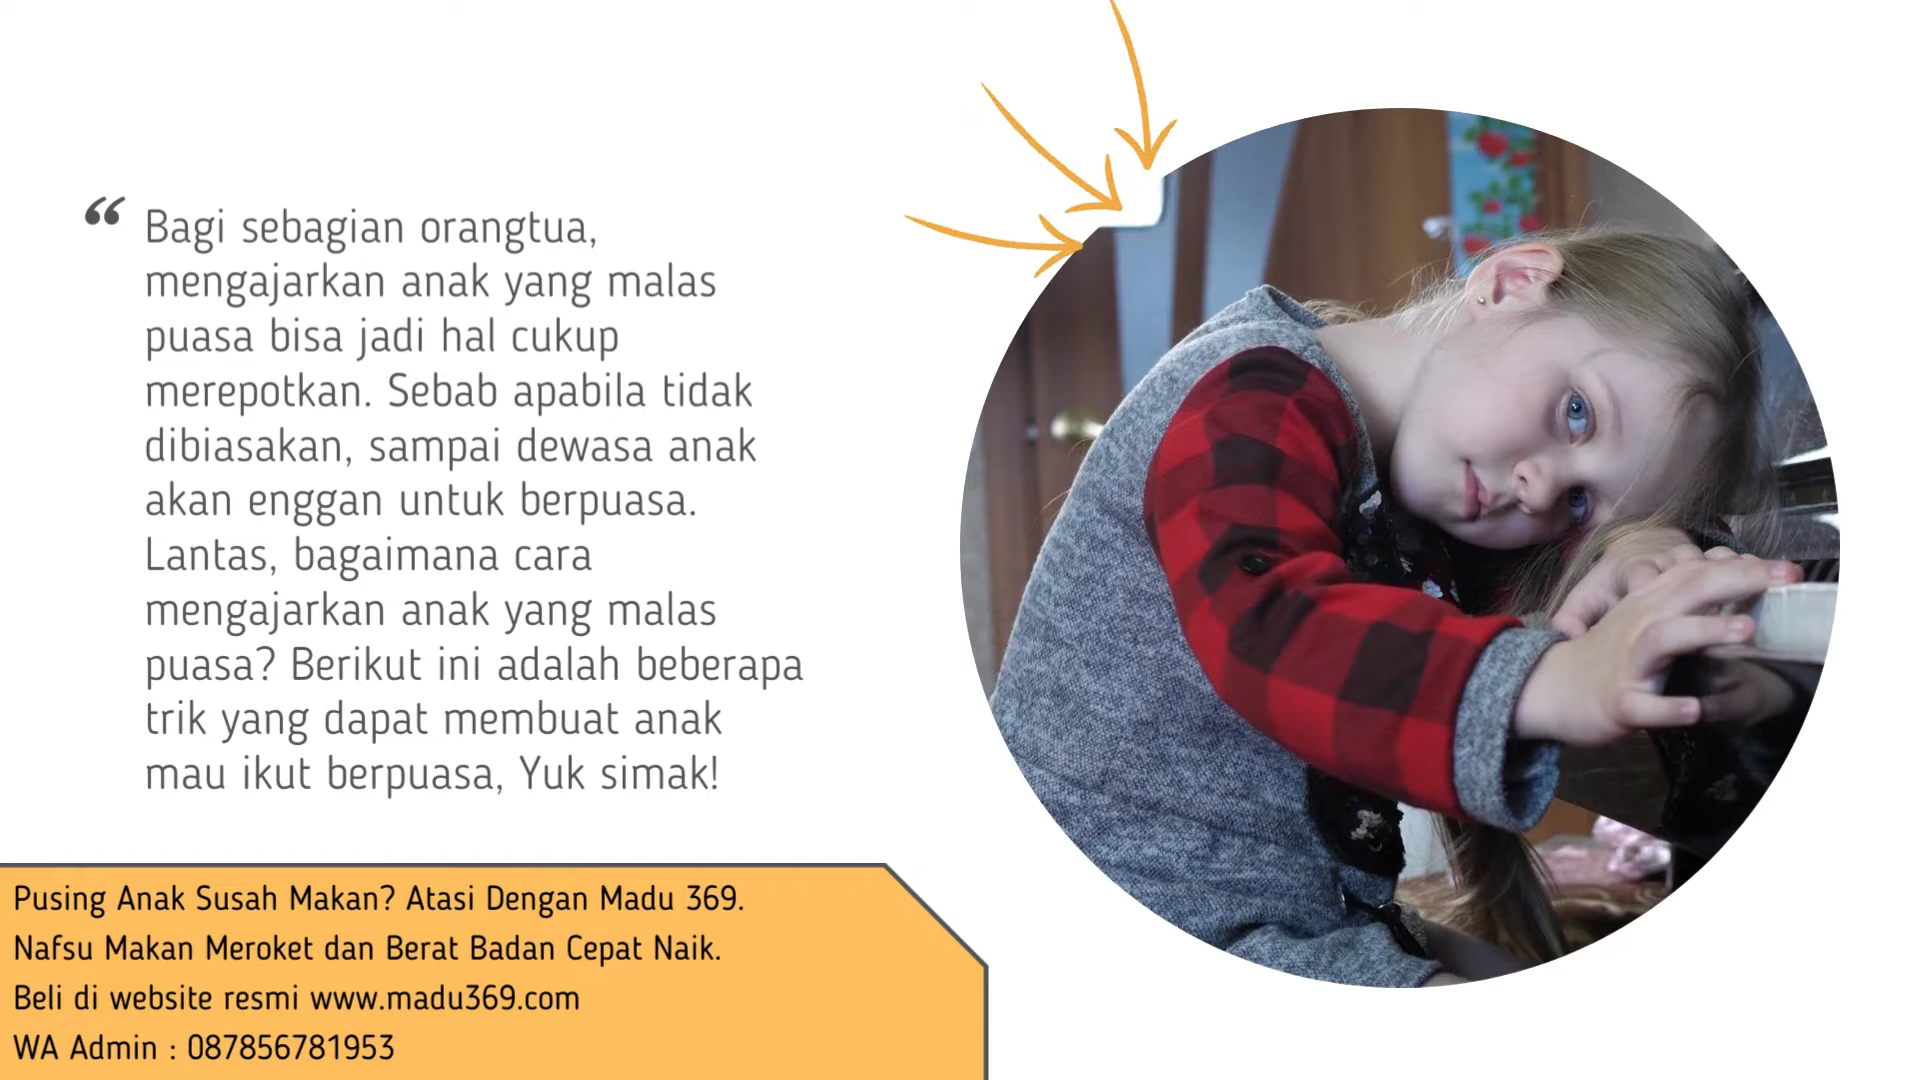 “ Bagi sebagian orangtua,
mengajarkan anak yang malas
puasa bisa jadi hal cukup
merepotkan. Sebab apabila tidak
dibiasakan, sampai dewasa anak
akan enggan untuk berpuasa.
Lantas, bagaimana cara
mengajarkan anak yang malas
puasa? Berikut ini adalah beberapa
trik yang dapat membuat anak
mau ikut berpuasa, Yuk simak!
Pusing Anak Susah Makan? Atasi Dengan Madu 369.
Nafsu Makan Meroket dan Berat Badan Cepat Naik.
Beli di website resmi www.madu369.com
WA Admin : 087856781953